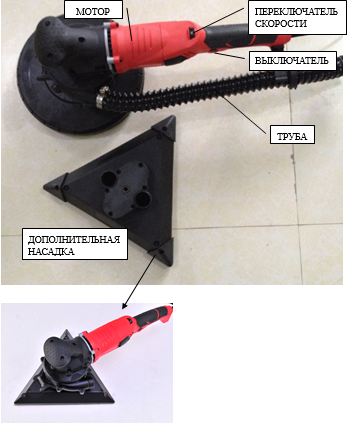 МОТОР
ПЕРЕКЛЮЧАТЕЛЬ
СКОРОСТИ
ВЫКЛЮЧАТЕЛЬ
ТРУБА
ДОПОЛНИТЕЛЬНАЯ
НАСАДКА